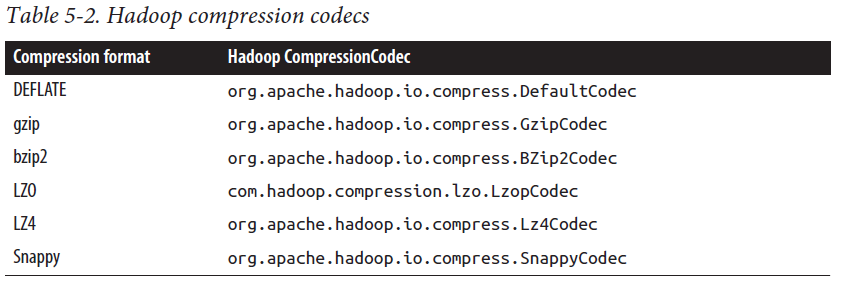 Table 5-2. Hadoop compression codecs
Compression format Hadoop CompressionCodec
DEFLATE org.apache.hadoop.io.compress.DefaultCodec
gzip org.apache.hadoop.io.compress.GzipCodec
bzip2 org.apache.hadoop.io.compress.BZip2Codec
LZO com.hadoop.compression.lzo.LzopCodec
LZ4 org.apache.hadoop.io.compress.Lz4Codec
Snappy org.apache.hadoop.io.compress.SnappyCodec